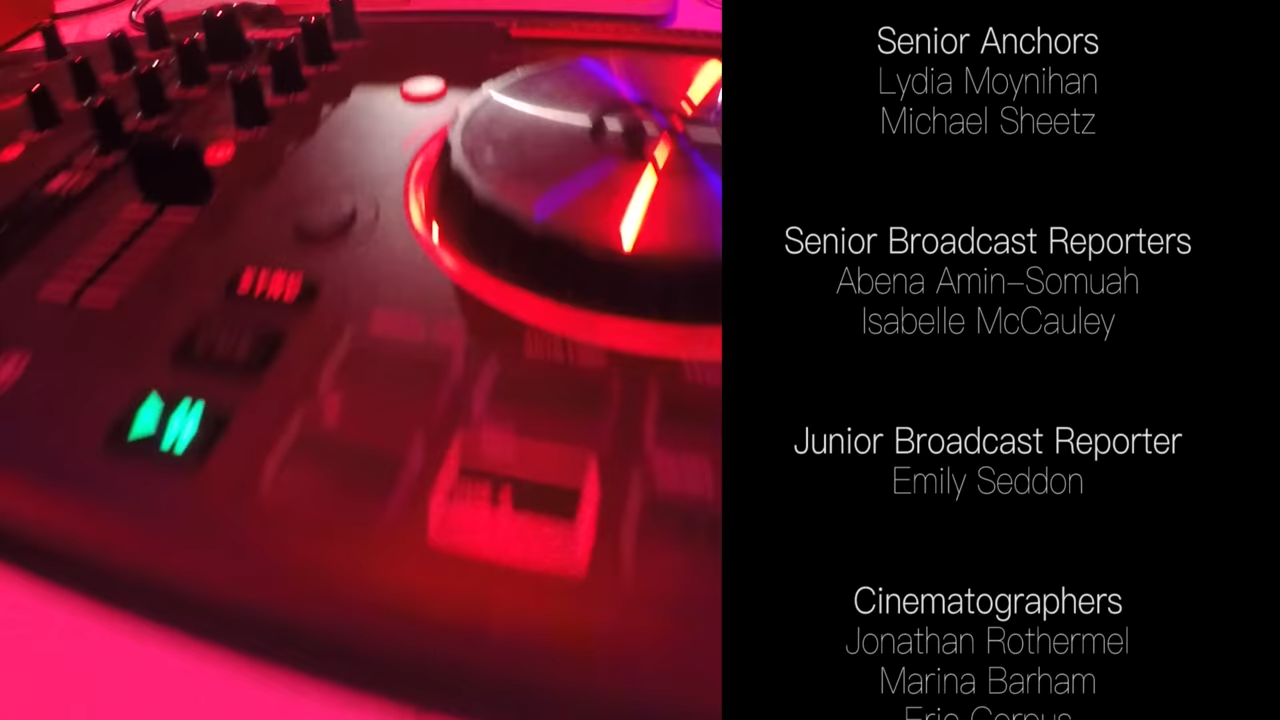 Senior Anchors
Lydia Moynihan
Michael Sheetz
Senior Broadcast Reporters
Abena Amin-Somuah
Isabelle McCauley
Junior Broadcast Reporter
Emily Seddon
Cinematographers
Jonathan Rothermel
Marina Barham